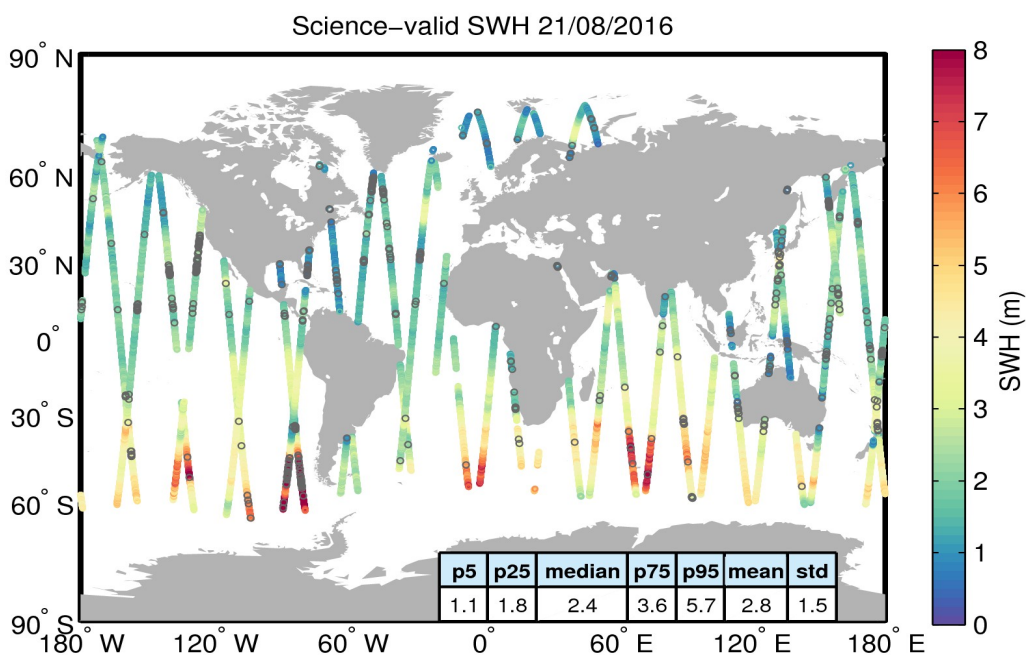 Science−valid SWH 21/08/2016
90° N
60° N
30° N
0°
30° S
60° S
90° S
180° W
120° W
60° W
0°
60° E
120° E
180° E
p5 p25 median p75 p95 mean std
1.1 1.8 2.4 3.6 5.7 2.8 1.5
8
7
6
5
4
3
2
1
0
SWH (m)